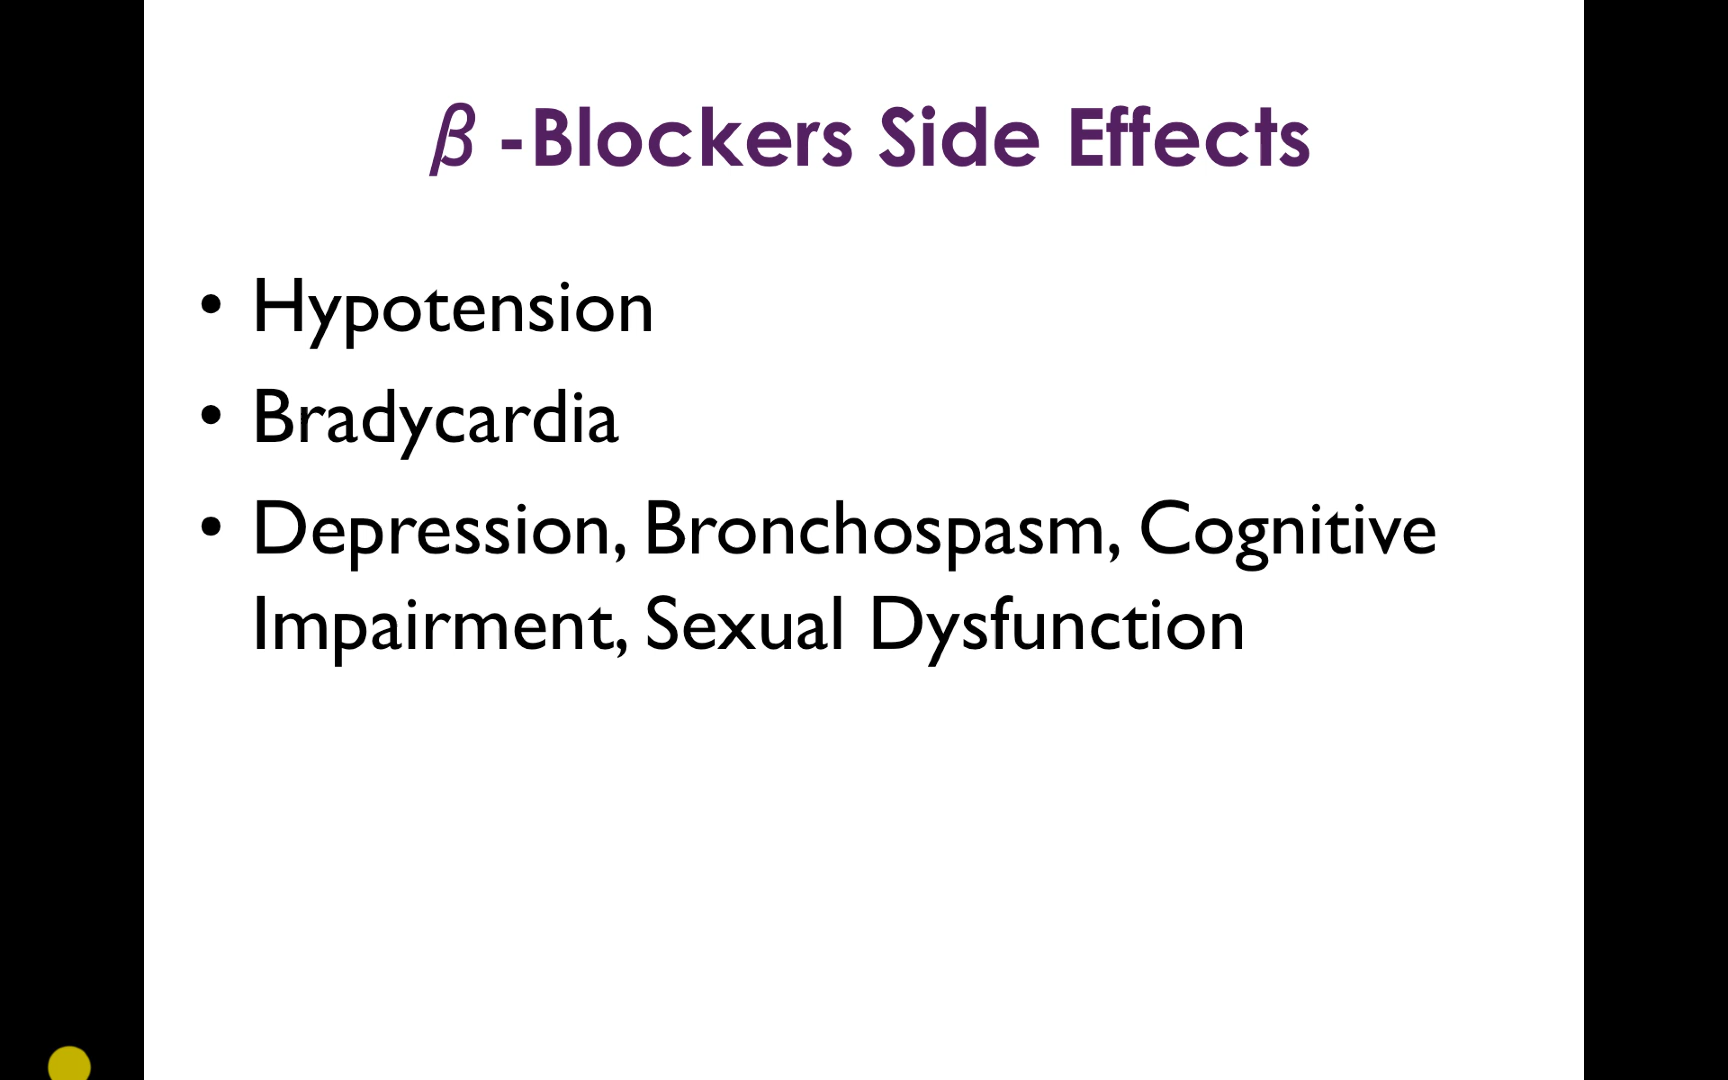 β -Blockers Side Effects
• Hypotension
• Bradycardia
• Depression, Bronchospasm, Cognitive
Impairment, Sexual Dysfunction